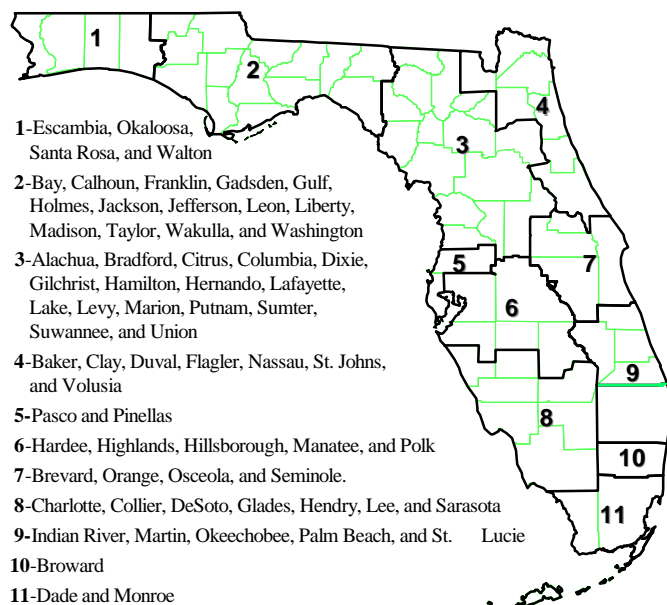 1
2
4
3
1-Escambia, Okaloosa,
Santa Rosa, and Walton
2-Bay, Calhoun, Franklin, Gadsden, Gulf,
Holmes, Jackson, Jefferson, Leon, Liberty,
Madison, Taylor, Wakulla, and Washington
3-Alachua, Bradford, Citrus, Columbia, Dixie,
Gilchrist, Hamilton, Hernando, Lafayette,
Lake, Levy, Marion, Putnam, Sumter,
Suwannee, and Union
4-Baker, Clay, Duval, Flagler, Nassau, St. Johns,
and Volusia
5-Pasco and Pinellas
6-Hardee, Highlands, Hillsborough, Manatee, and Polk
7-Brevard, Orange, Osceola, and Seminole.
8-Charlotte, Collier, DeSoto, Glades, Hendry, Lee, and Sarasota
9-Indian River, Martin, Okeechobee, Palm Beach, and St. Lucie
10-Broward
11-Dade and Monroe
5
7
6
9
8
10
11